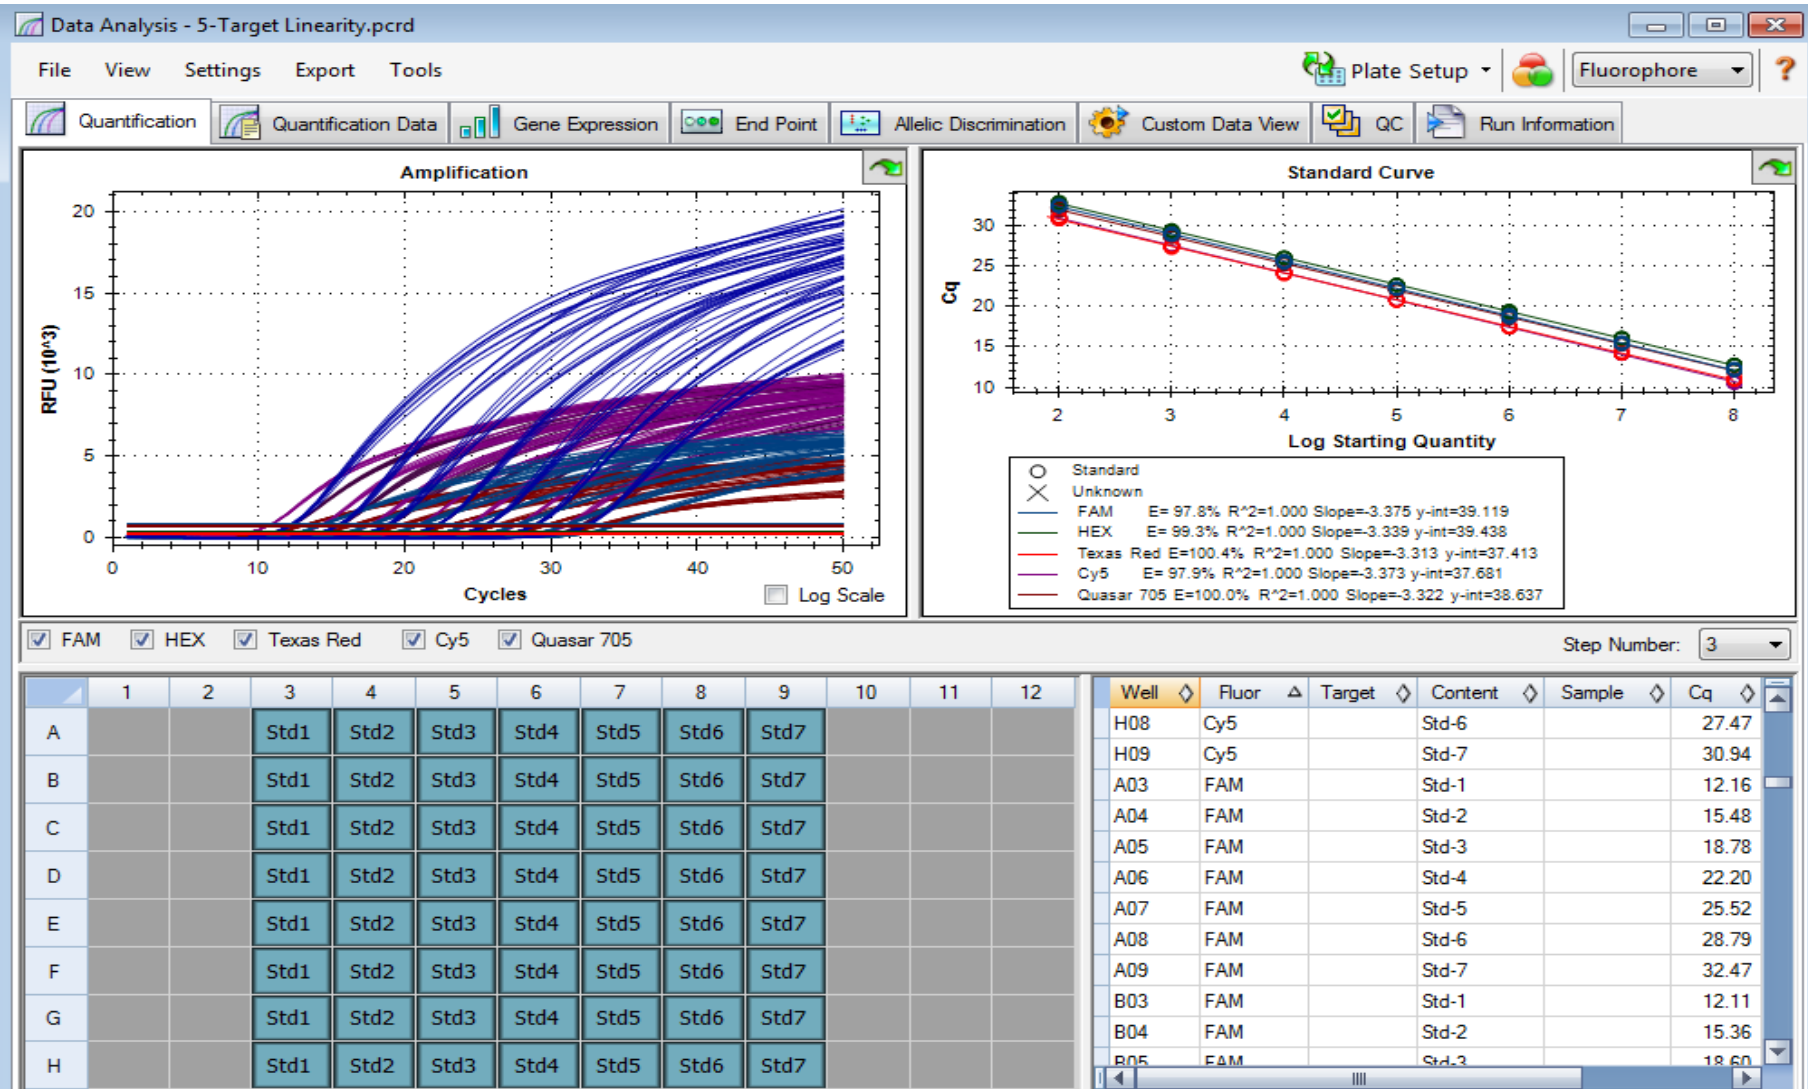 Data Analysis - 5-Target Linearity.pcrd
File View Settings Export Tools
Plate Setup Fluorophore ?
Quantification Quantification Data Gene Expression End Point Allelic Discrimination Custom Data View QC Run Information
Amplification
20
15
10
5
0
RFU (10^3)
0 10 20 30 40 50
Cycles
Log Scale
Standard Curve
30
25
20
15
10
Cq
2 3 4 5 6 7 8
Log Starting Quantity
Standard
Unknown
FAM E= 97.8% R^2=1.000 Slope=-3.375 y-int=39.119
HEX E= 99.3% R^2=1.000 Slope=-3.339 y-int=39.438
Texas Red E=100.4% R^2=1.000 Slope=-3.313 y-int=37.413
Cy5 E= 97.9% R^2=1.000 Slope=-3.373 y-int=37.681
Quasar 705 E=100.0% R^2=1.000 Slope=-3.322 y-int=38.637
FAM HEX Texas Red Cy5 Quasar 705
Step Number: 3
1 2 3 4 5 6 7 8 9 10 11 12
A Std1 Std2 Std3 Std4 Std5 Std6 Std7
B Std1 Std2 Std3 Std4 Std5 Std6 Std7
C Std1 Std2 Std3 Std4 Std5 Std6 Std7
D Std1 Std2 Std3 Std4 Std5 Std6 Std7
E Std1 Std2 Std3 Std4 Std5 Std6 Std7
F Std1 Std2 Std3 Std4 Std5 Std6 Std7
G Std1 Std2 Std3 Std4 Std5 Std6 Std7
H Std1 Std2 Std3 Std4 Std5 Std6 Std7
Well Fluor Target Content Sample Cq
H08 Cy5 Std-6 27.47
H09 Cy5 Std-7 30.94
A03 FAM Std-1 12.16
A04 FAM Std-2 15.48
A05 FAM Std-3 18.78
A06 FAM Std-4 22.20
A07 FAM Std-5 25.52
A08 FAM Std-6 28.79
A09 FAM Std-7 32.47
B03 FAM Std-1 12.11
B04 FAM Std-2 15.36
B05 FAM Std-3 18.60